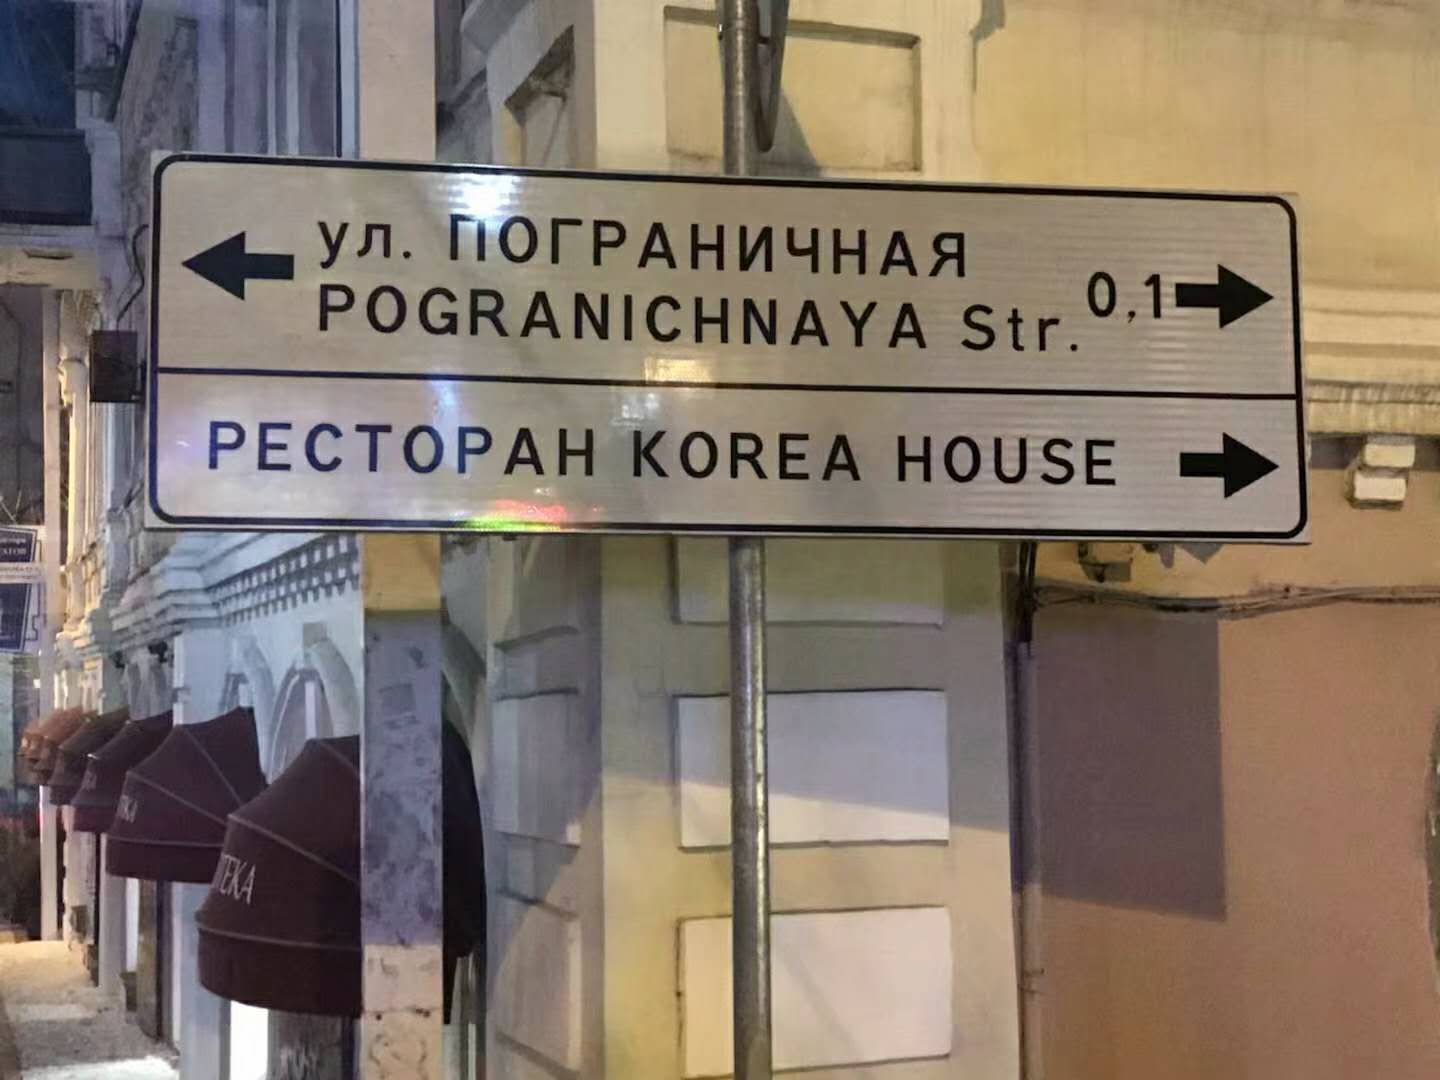 ул. ПОГРАНИЧНАЯ
POGRANICHNAYA Str. 0,1
РЕСТОРАН KOREA HOUSE